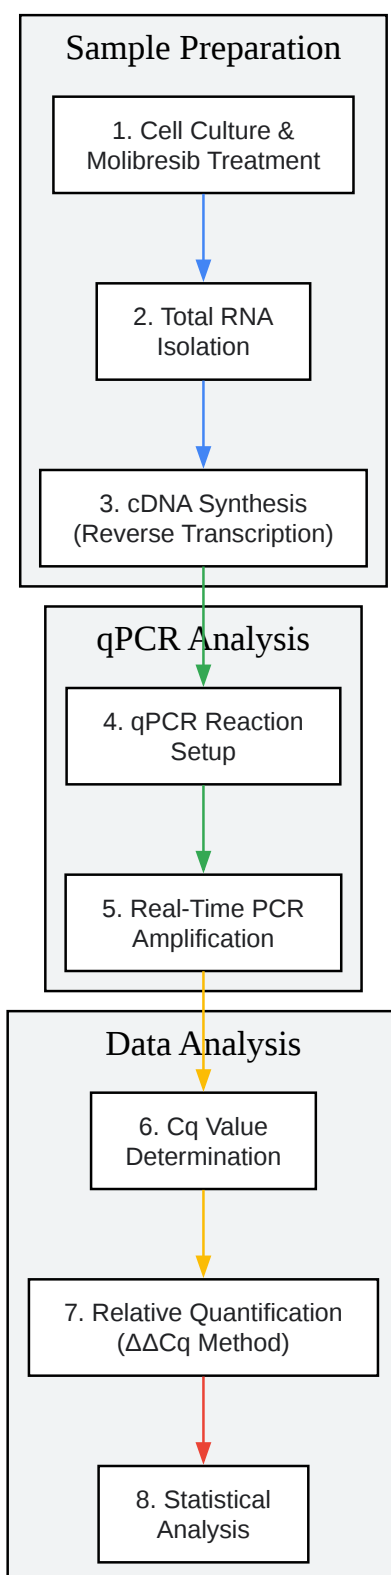 Sample Preparation
1. Cell Culture &
Molibresib Treatment
2. Total RNA
Isolation
3. cDNA Synthesis
(Reverse Transcription)
qPCR Analysis
4. qPCR Reaction
Setup
5. Real-Time PCR
Amplification
Data Analysis
6. Cq Value
Determination
7. Relative Quantification
(ΔΔCq Method)
8. Statistical
Analysis